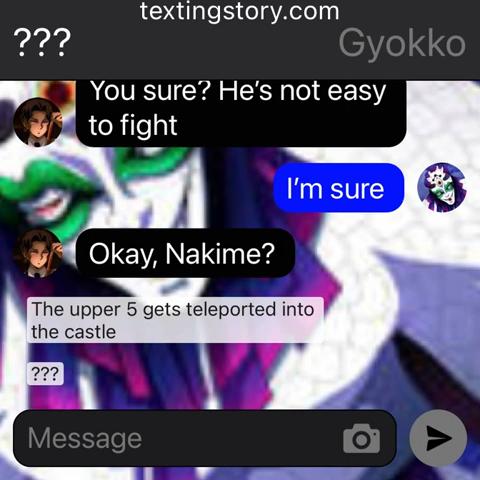 textingstory.com
???
Gyokko
You sure? He's not easy
to fight
I'm sure
Okay, Nakime?
The upper 5 gets teleported into
the castle
???
Message